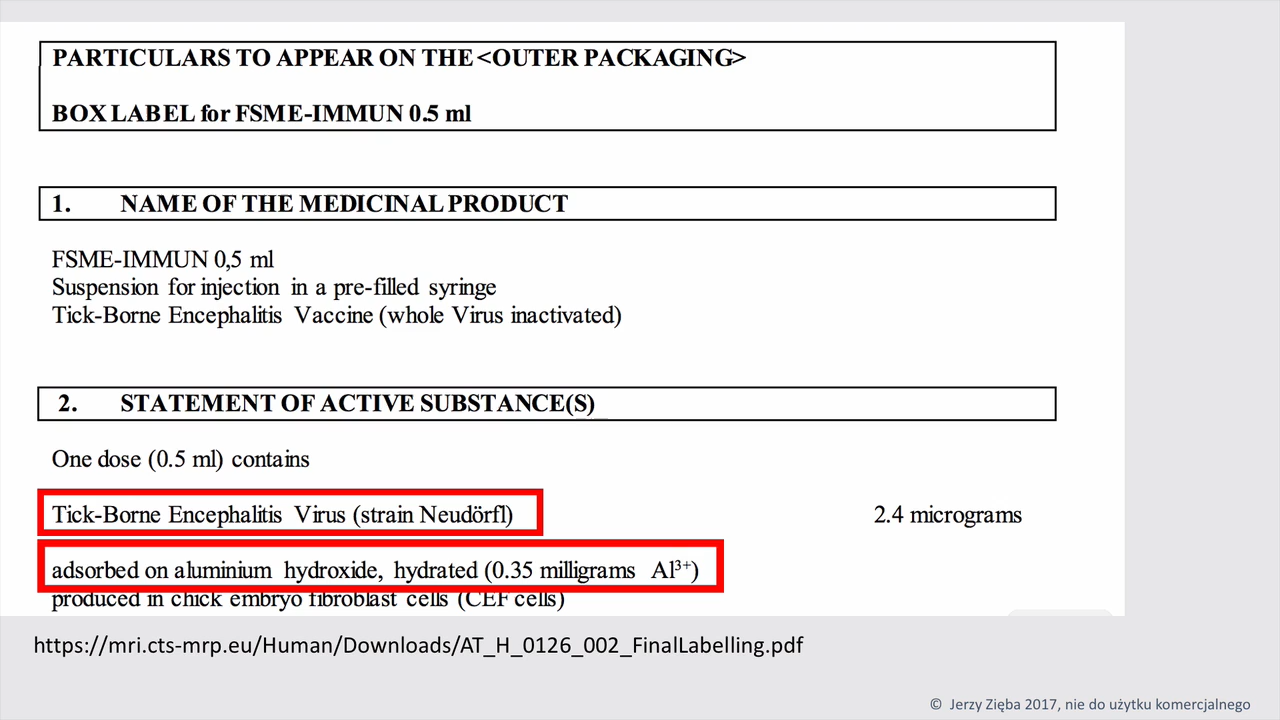 PARTICULARS TO APPEAR ON THE <OUTER PACKAGING>
BOX LABEL for FSME-IMMUN 0.5 ml
1. NAME OF THE MEDICINAL PRODUCT
FSME-IMMUN 0,5 ml
Suspension for injection in a pre-filled syringe
Tick-Borne Encephalitis Vaccine (whole Virus inactivated)
2. STATEMENT OF ACTIVE SUBSTANCE(S)
One dose (0.5 ml) contains
Tick-Borne Encephalitis Virus (strain Neudörfl) 2.4 micrograms
adsorbed on aluminium hydroxide, hydrated (0.35 milligrams Al³⁺)
produced in chick embryo fibroblast cells (CEF cells)
https://mri.cts-mrp.eu/Human/Downloads/AT_H_0126_002_FinalLabelling.pdf
© Jerzy Zięba 2017, nie do użytku komercjalnego